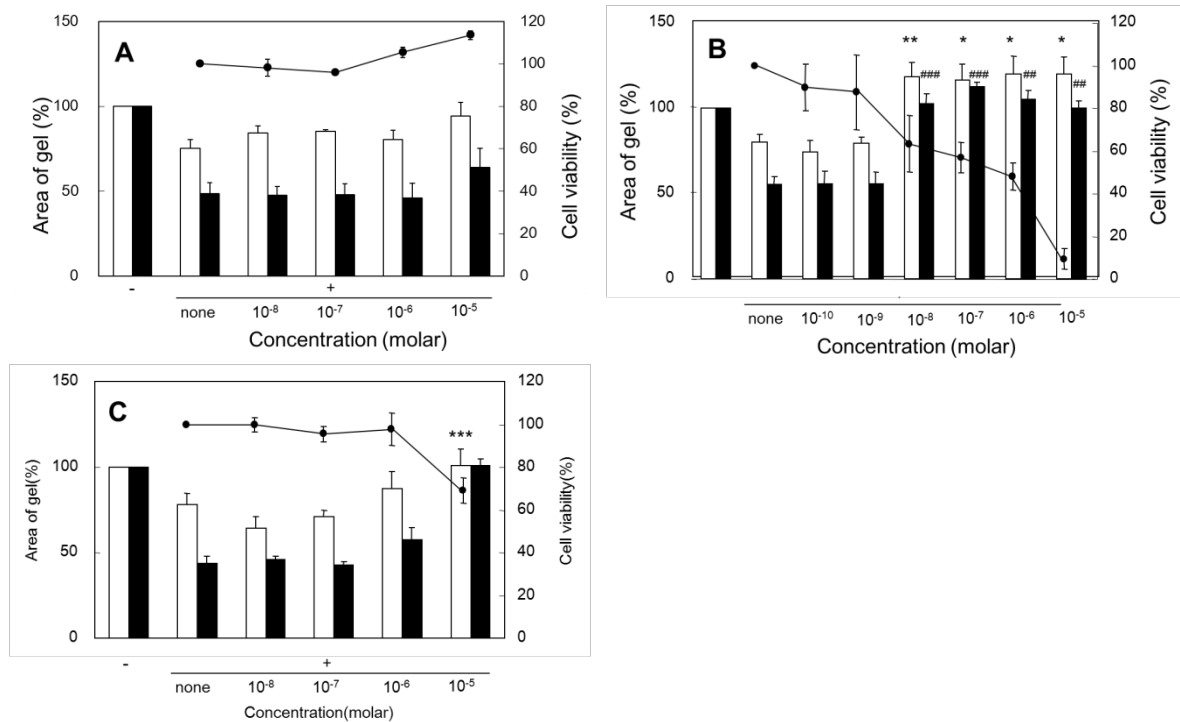 A
150
100
50
0
Area of gel (%)
120
100
80
60
40
20
0
Cell viability (%)
- +
none 10-8 10-7 10-6 10-5
Concentration (molar)
B
150
100
50
0
Area of gel (%)
** * * *
### ### ## ##
120
100
80
60
40
20
0
Cell viability (%)
none 10-10 10-9 10-8 10-7 10-6 10-5
Concentration (molar)
C
150
100
50
0
Area of gel(%)
***
120
100
80
60
40
20
0
Cell viability(%)
- +
none 10-8 10-7 10-6 10-5
Concentration(molar)